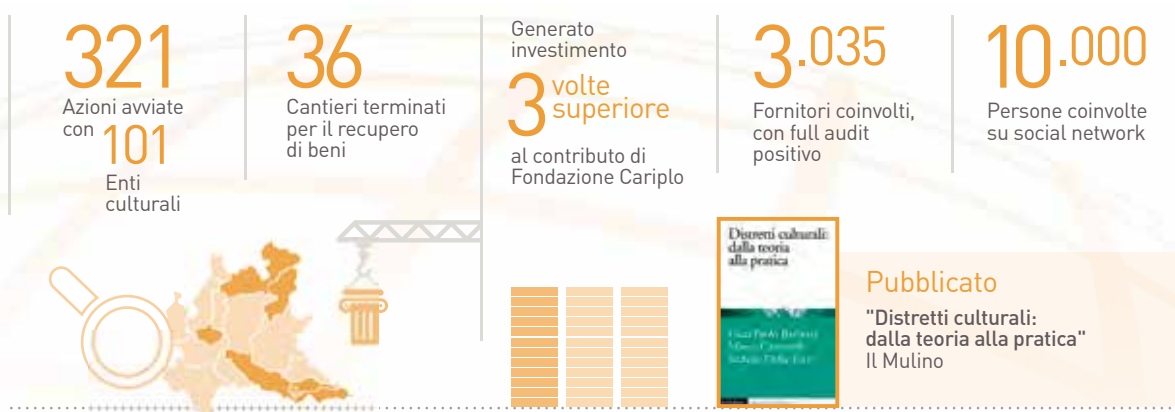 321
Azioni avviate
con 101
Enti
culturali
36
Cantieri terminati
per il recupero
di beni
Generato
investimento
3 volte
superiore
al contributo di
Fondazione Cariplo
3.035
Fornitori coinvolti,
con full audit
positivo
10.000
Persone coinvolte
su social network
Distretti culturali:
dalla teoria
alla pratica
Pubblicato
"Distretti culturali:
dalla teoria alla pratica"
Il Mulino